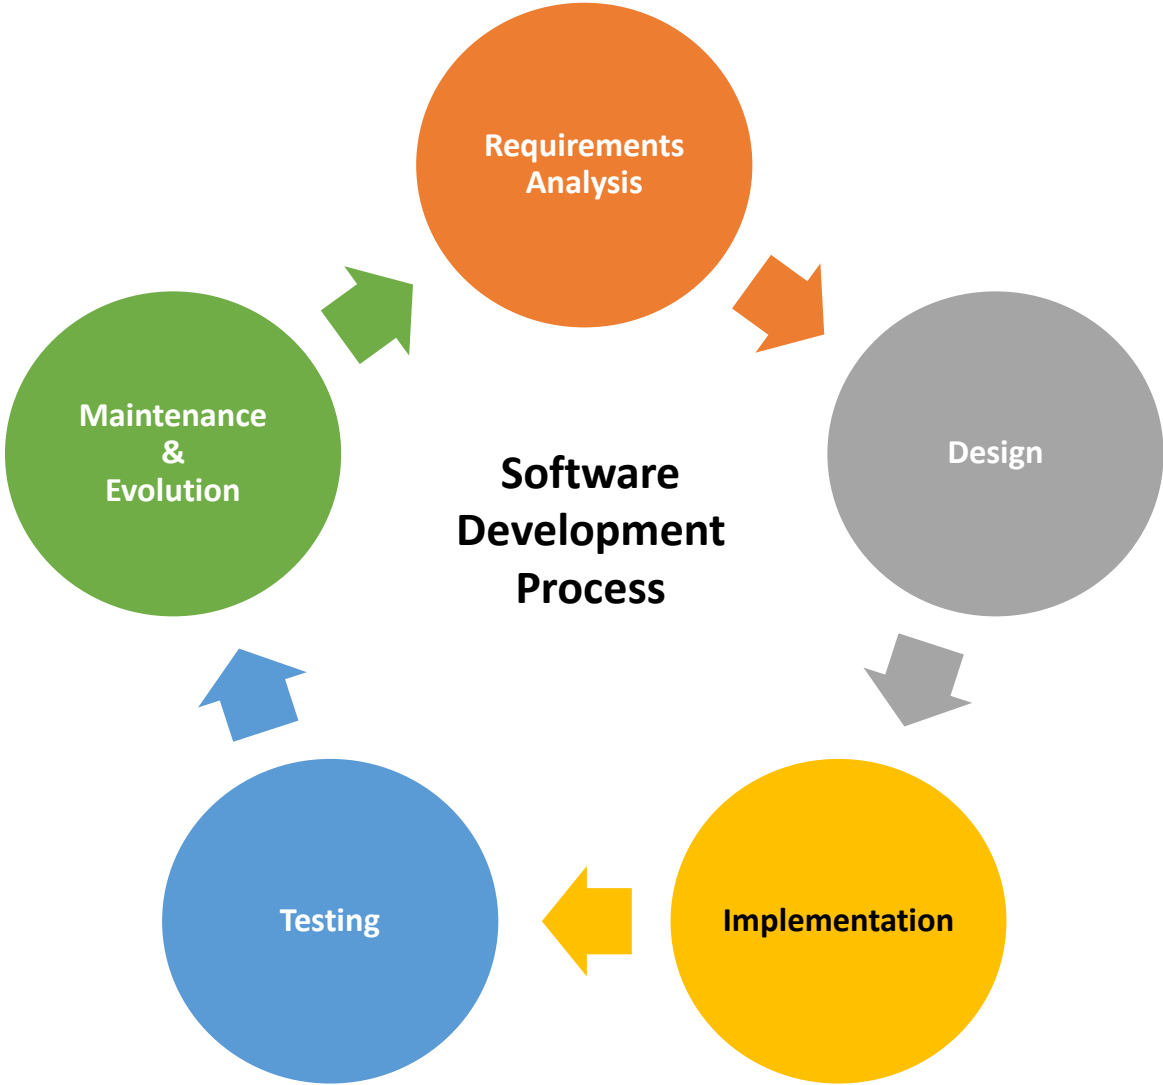 Requirements
Analysis
Maintenance
&
Evolution
Design
Software
Development
Process
Testing
Implementation